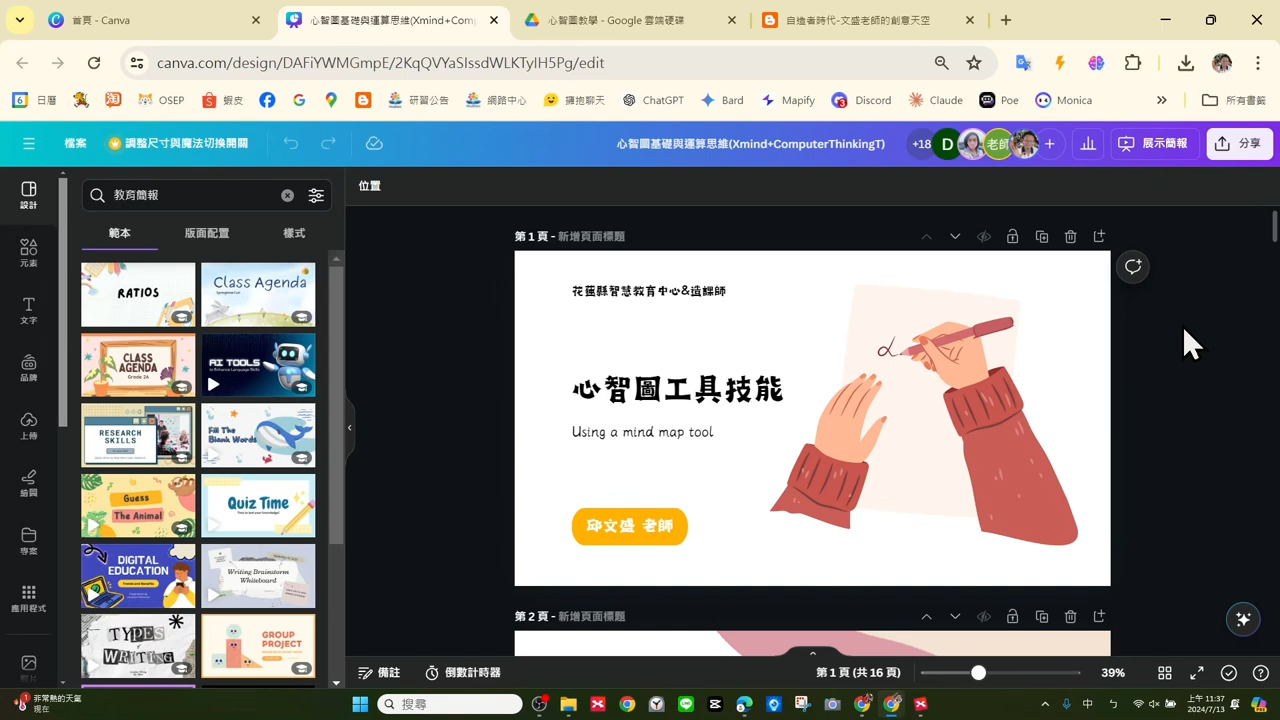 首頁 - Canva
心智圖基礎與運算思維(Xmind+Comp
心智圖教學 - Google 雲端硬碟
自造者時代-文盛老師的創意天空
canva.com/design/DAFiYWMGmpE/2KqQVYaSIssdWLKTyIH5Pg/edit
日曆
OSEP
蝦皮
研習公告
網路中心
擁抱聊天
ChatGPT
Bard
Mapify
Discord
Claude
Poe
Monica
所有書籤
檔案
調整尺寸與魔法切換開關
心智圖基礎與運算思維(Xmind+ComputerThinkingT)
+18
D
老師
展示簡報
分享
設計
元素
文字
品牌
上傳
繪圖
專案
應用程式
教育簡報
範本
版面配置
樣式
RATIOS
Class Agenda
CLASS
AGENDA
Grade 2A
AI TOOLS
to Enhance Language Skills
RESEARCH
SKILLS
Fill The
Blank Words
Guess
The Animal
Quiz Time
DIGITAL
EDUCATION
Trends and Benefits
Writing Brainstorm
Whiteboard
TYPES
WRITING
GROUP
PROJECT
位置
第 1 頁 - 新增頁面標題
花蓮縣智慧教育中心&遠距師
心智圖工具技能
Using a mind map tool
邱文盛 老師
第 2 頁 - 新增頁面標題
備註
倒數計時器
第 1 頁 (共 16 頁)
39%
非常熱的天氣
現在
搜尋
中
上午 11:37
2024/7/13